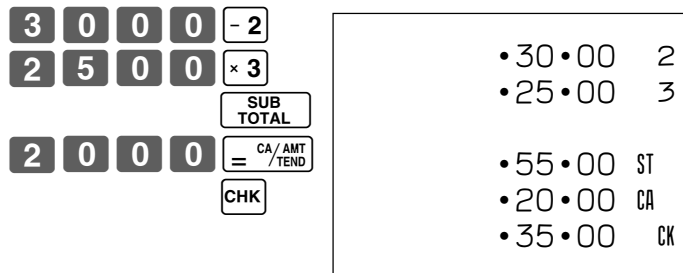 3 0 0 0 - 2
2 5 0 0 × 3
SUB TOTAL
2 0 0 0 = CA/AMT /TEND
CHK
•30•00 2
•25•00 3
•55•00 ST
•20•00 CA
•35•00 CK